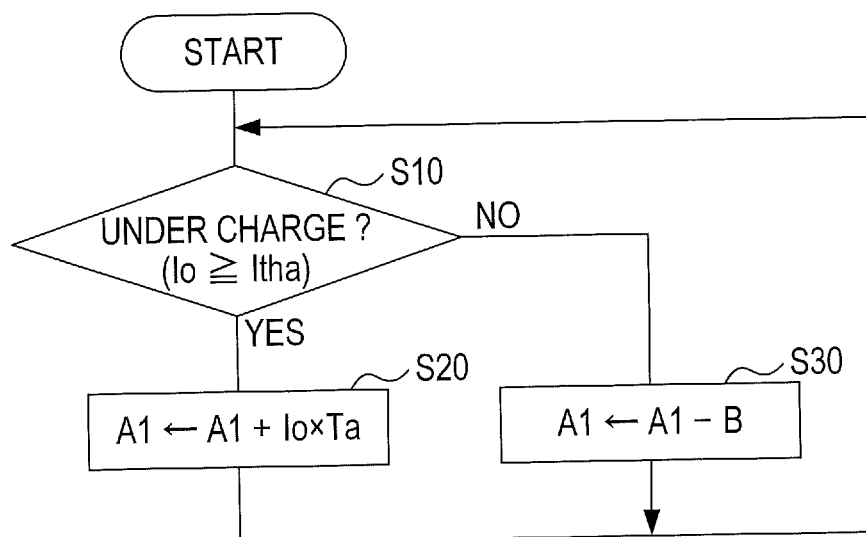 START
S10
UNDER CHARGE ?
(Io ≧ Itha)
NO
YES
S20
A1 ← A1 + Io×Ta
S30
A1 ← A1 − B